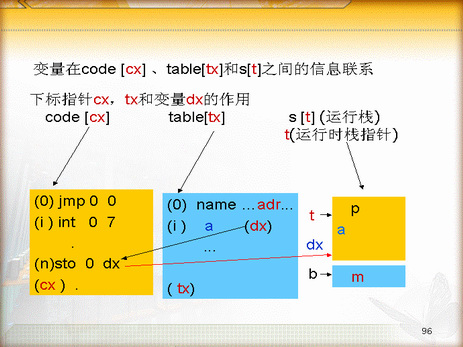 变量在code [cx] 、table[tx]和s[t]之间的信息联系
下标指针cx，tx和变量dx的作用
code [cx]
table[tx]
s [t] (运行栈)
t(运行时栈指针)
(0) jmp 0 0
(i ) int 0 7
.
(n)sto 0 dx
(cx ) .
(0) name ...adr...
(i ) a (dx)
...
( tx)
t
p
a
dx
b
m
96